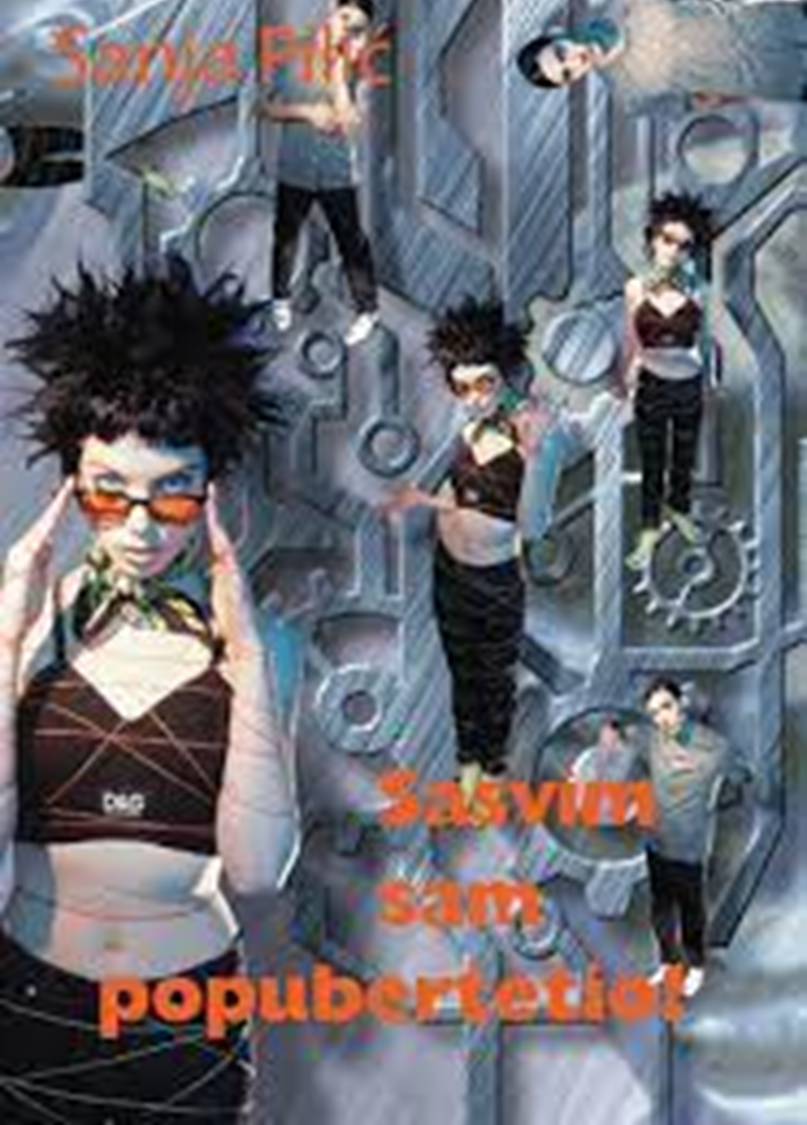 Sanja Pilić
D&G
Sasvim
sam
popubertetio!